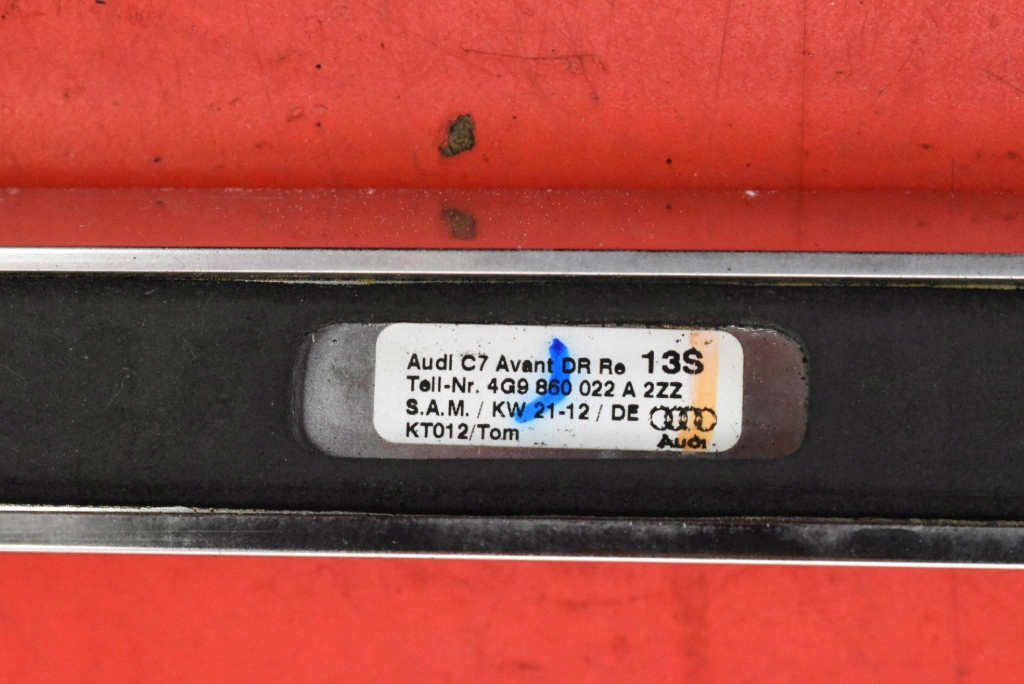 Audi C7 Avant DR Re 13S
Teil-Nr. 4G9 860 022 A 2ZZ
S.A.M. / KW 21-12 / DE
KT012/Tom
Audi